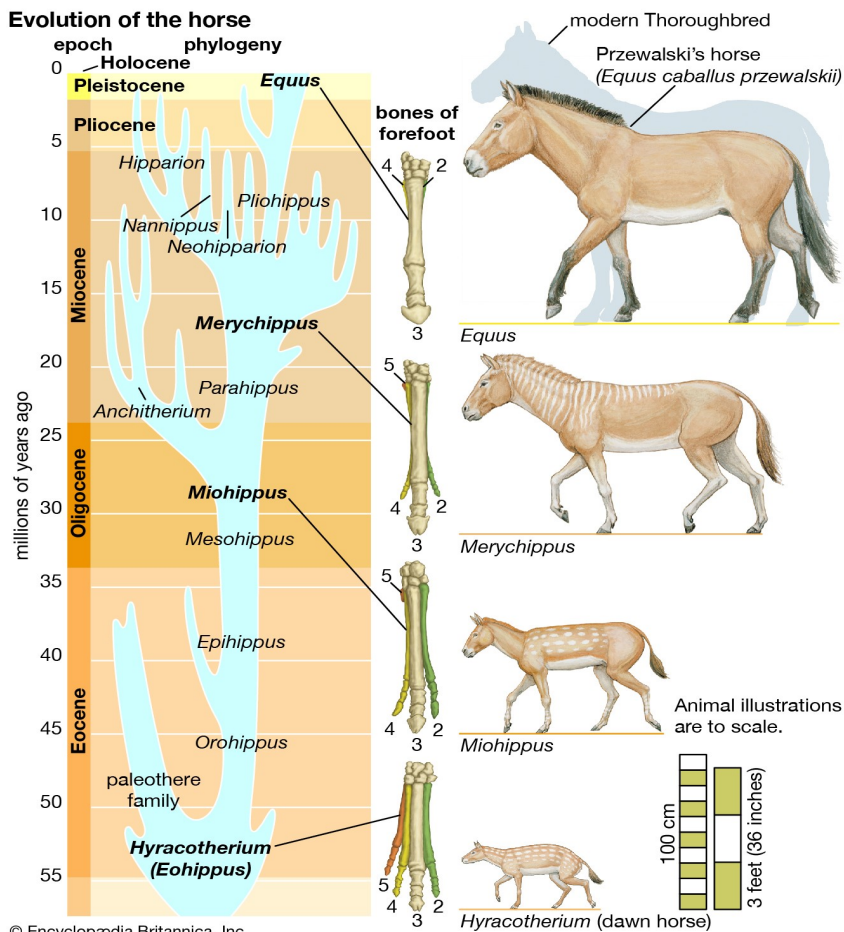 Evolution of the horse
epoch phylogeny
Holocene
0
Pleistocene
Equus
Pliocene
5
Hipparion
Pliohippus
10
Nannippus
Neohipparion
Miocene
15
Merychippus
20
Parahippus
Anchitherium
25
Oligocene
Miohippus
30
Mesohippus
35
Epihippus
40
Eocene
45
Orohippus
paleothere
family
50
Hyracotherium
(Eohippus)
55
millions of years ago
© Encyclopædia Britannica, Inc.
bones of
forefoot
4 2
3
5
4 2
3
5
4 2
3
5
4 2
3
modern Thoroughbred
Przewalski's horse
(Equus caballus przewalskii)
Equus
Merychippus
Miohippus
Animal illustrations
are to scale.
100 cm
3 feet (36 inches)
Hyracotherium (dawn horse)